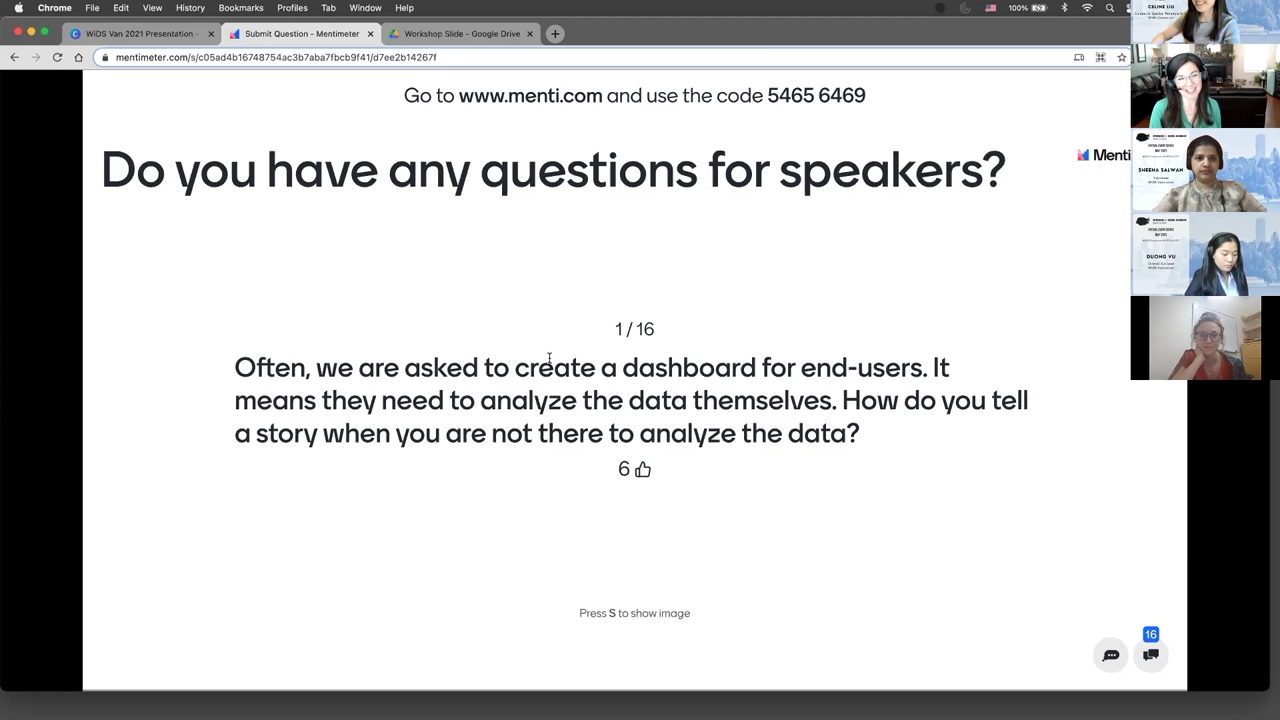 Chrome File Edit View History Bookmarks Profiles Tab Window Help 100%
WiDS Van 2021 Presentation -
Submit Question - Mentimeter
Workshop Slide - Google Drive
mentimeter.com/s/c05ad4b16748754ac3b7aba7fbcb9f41/d7ee2b14267f
Go to www.menti.com and use the code 5465 6469
Do you have any questions for speakers?
Menti
1 / 16
Often, we are asked to create a dashboard for end-users. It
means they need to analyze the data themselves. How do you tell
a story when you are not there to analyze the data?
6
Press S to show image
16
CELINE LIU
SHEENA SALWAN
Volunteer
DUONG VU